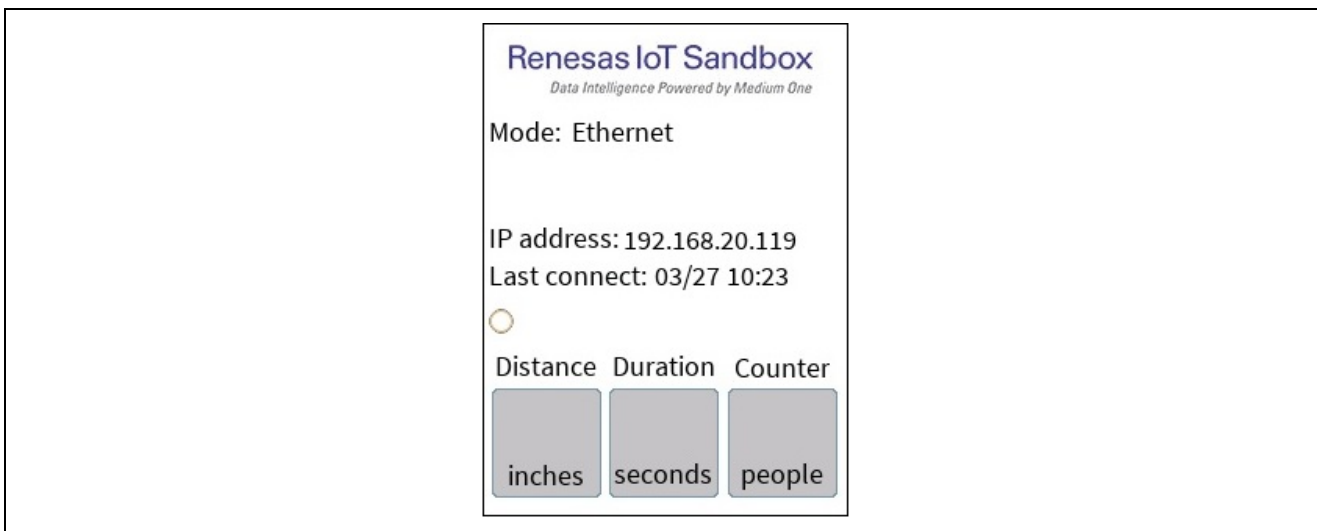 Renesas IoT Sandbox
Data Intelligence Powered by Medium One
Mode: Ethernet
IP address: 192.168.20.119
Last connect: 03/27 10:23
Distance Duration Counter
inches seconds people